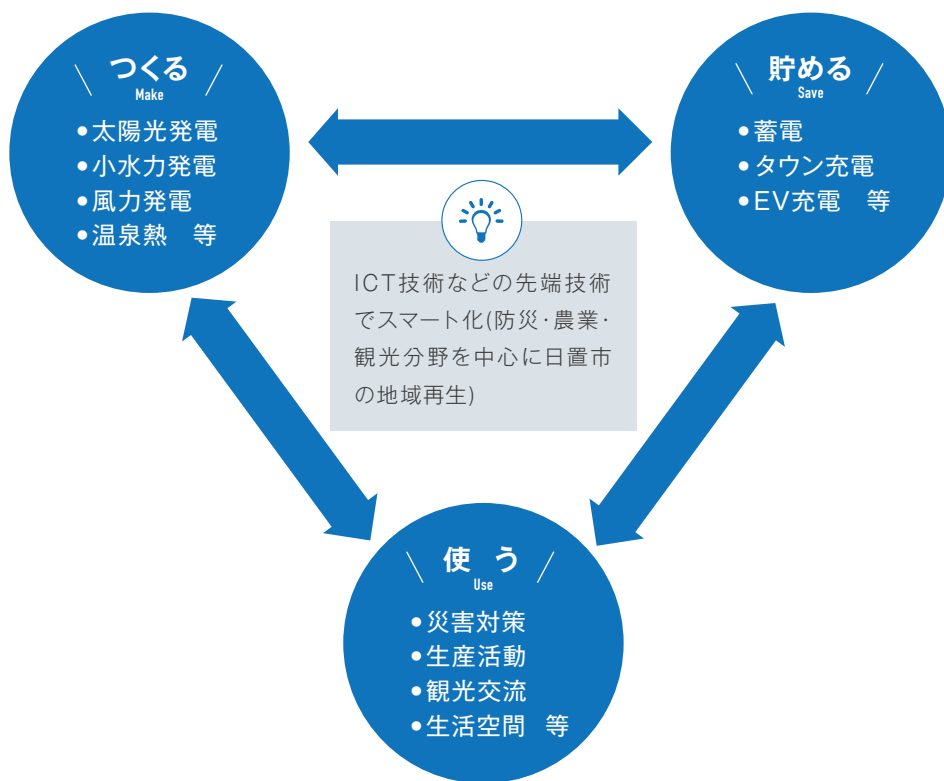 つくる
Make
•太陽光発電
•小水力発電
•風力発電
•温泉熱　等
貯める
Save
•蓄電
•タウン充電
•EV充電　等
ICT技術などの先端技術
でスマート化(防災・農業・
観光分野を中心に日置市
の地域再生)
使　う
Use
•災害対策
•生産活動
•観光交流
•生活空間　等